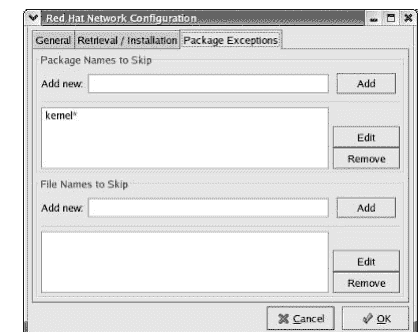 Red Hat Network Configuration
General Retrieval / Installation Package Exceptions
Package Names to Skip
Add new: Add
kernel*
Edit
Remove
File Names to Skip
Add new: Add
Edit
Remove
Cancel OK